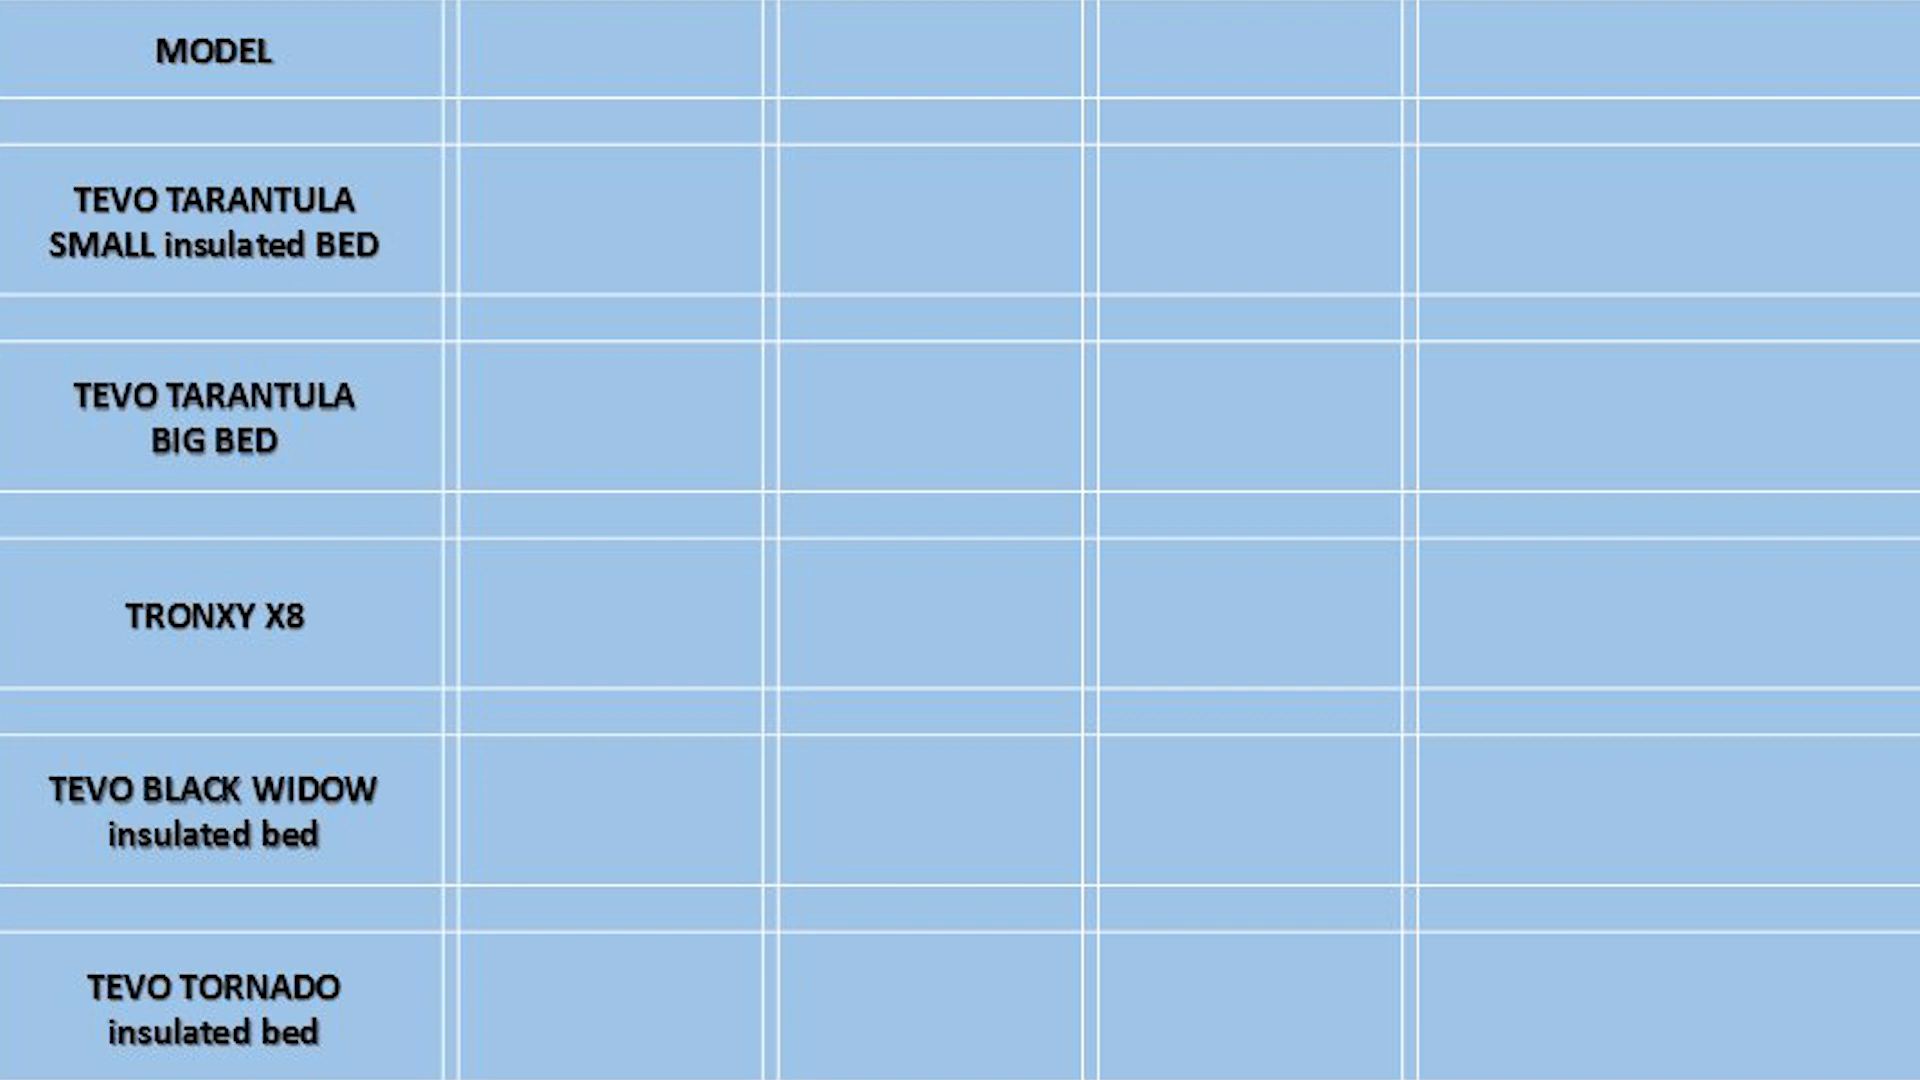 MODEL
TEVO TARANTULA
SMALL insulated BED
TEVO TARANTULA
BIG BED
TRONXY X8
TEVO BLACK WIDOW
insulated bed
TEVO TORNADO
insulated bed